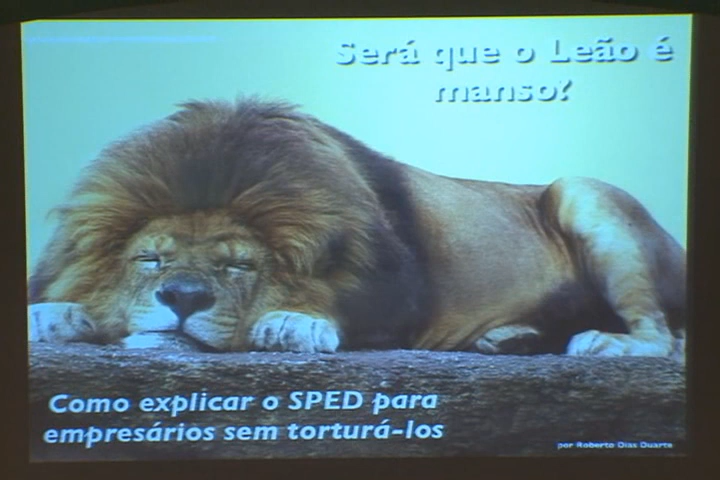 Será que o Leão é
manso?
Como explicar o SPED para
empresários sem torturá-los
por Roberto Dias Duarte